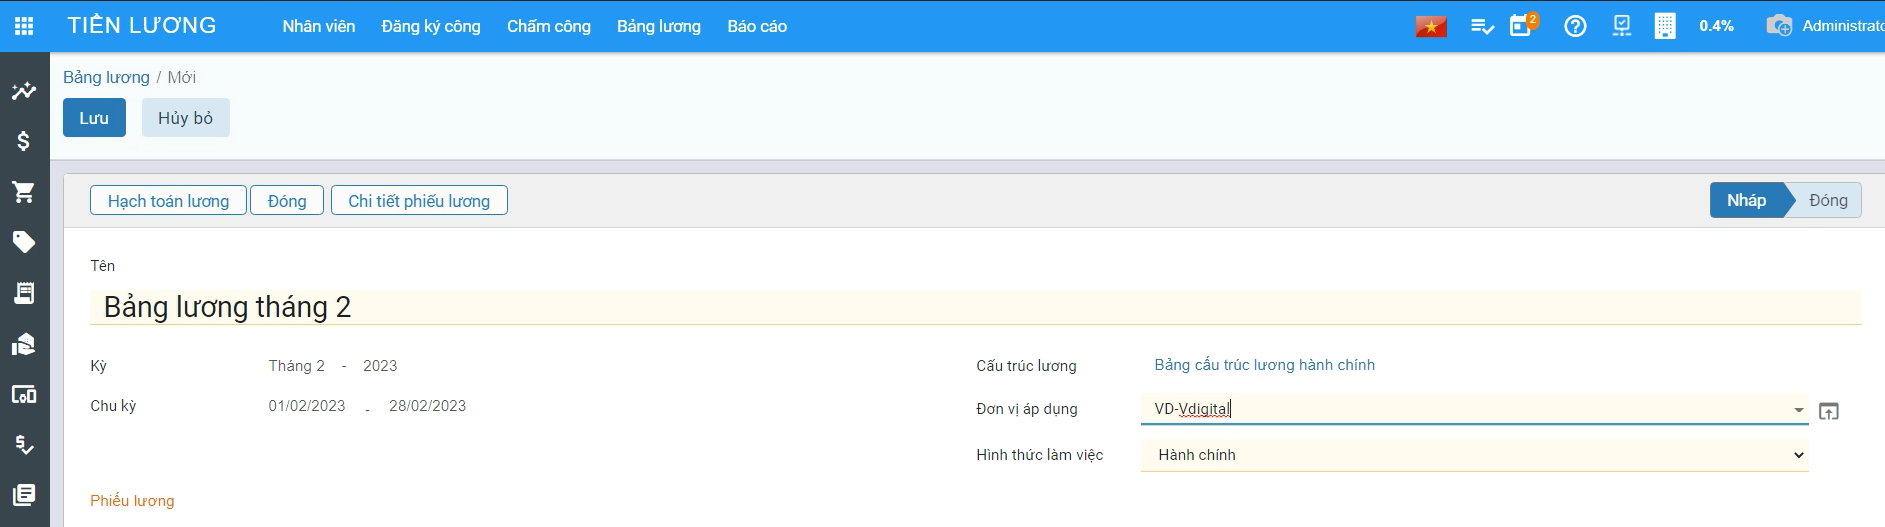 TIỀN LƯƠNG Nhân viên Đăng ký công Chấm công Bảng lương Báo cáo 2 0.4% Administrato
Bảng lương / Mới
Lưu Hủy bỏ
Hạch toán lương Đóng Chi tiết phiếu lương Nháp Đóng
Tên
Bảng lương tháng 2
Kỳ Tháng 2 - 2023 Cấu trúc lương Bảng cấu trúc lương hành chính
Chu kỳ 01/02/2023 - 28/02/2023 Đơn vị áp dụng VD-Vdigital
Hình thức làm việc Hành chính
Phiếu lương